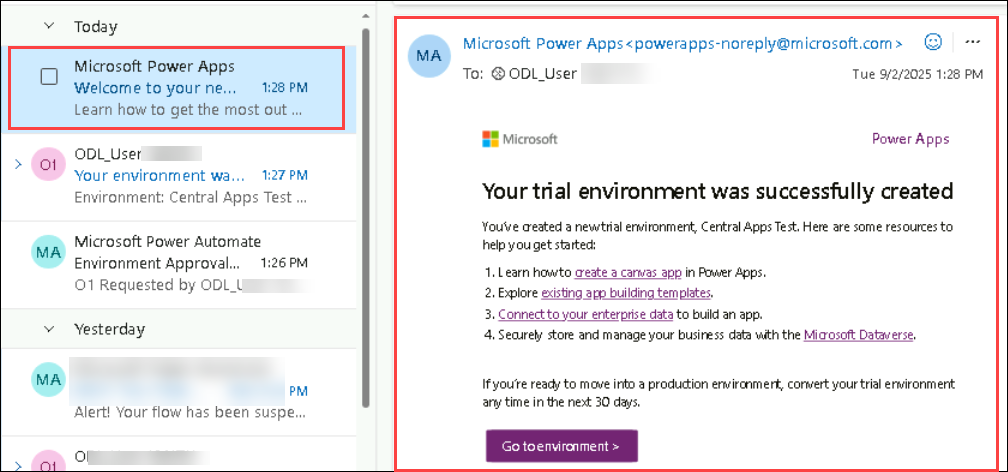 Today
Microsoft Power Apps
Welcome to your ne... 1:28 PM
Learn how to get the most out ...
O1
ODL_User
Your environment wa... 1:27 PM
Environment: Central Apps Test ...
MA
Microsoft Power Automate
Environment Approval... 1:26 PM
O1 Requested by ODL_
Yesterday
MA
PM
Alert! Your flow has been suspe...
O1
MA
Microsoft Power Apps<powerapps-noreply@microsoft.com>
To: ODL_User
Tue 9/2/2025 1:28 PM
Microsoft
Power Apps
Your trial environment was successfully created
You've created a new trial environment, Central Apps Test. Here are some resources to
help you get started:
1. Learn how to create a canvas app in Power Apps.
2. Explore existing app building templates.
3. Connect to your enterprise data to build an app.
4. Securely store and manage your business data with the Microsoft Dataverse.
If you're ready to move into a production environment, convert your trial environment
any time in the next 30 days.
Go to environment >